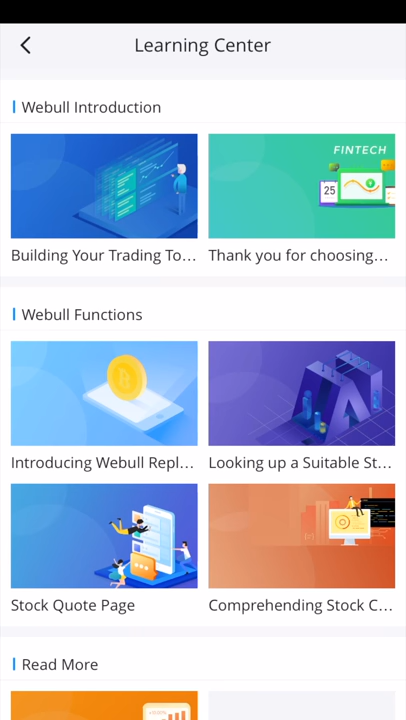 Learning Center
Webull Introduction
FINTECH
25
Building Your Trading To...
Thank you for choosing...
Webull Functions
Introducing Webull Repl...
Looking up a Suitable St...
Stock Quote Page
Comprehending Stock C...
Read More